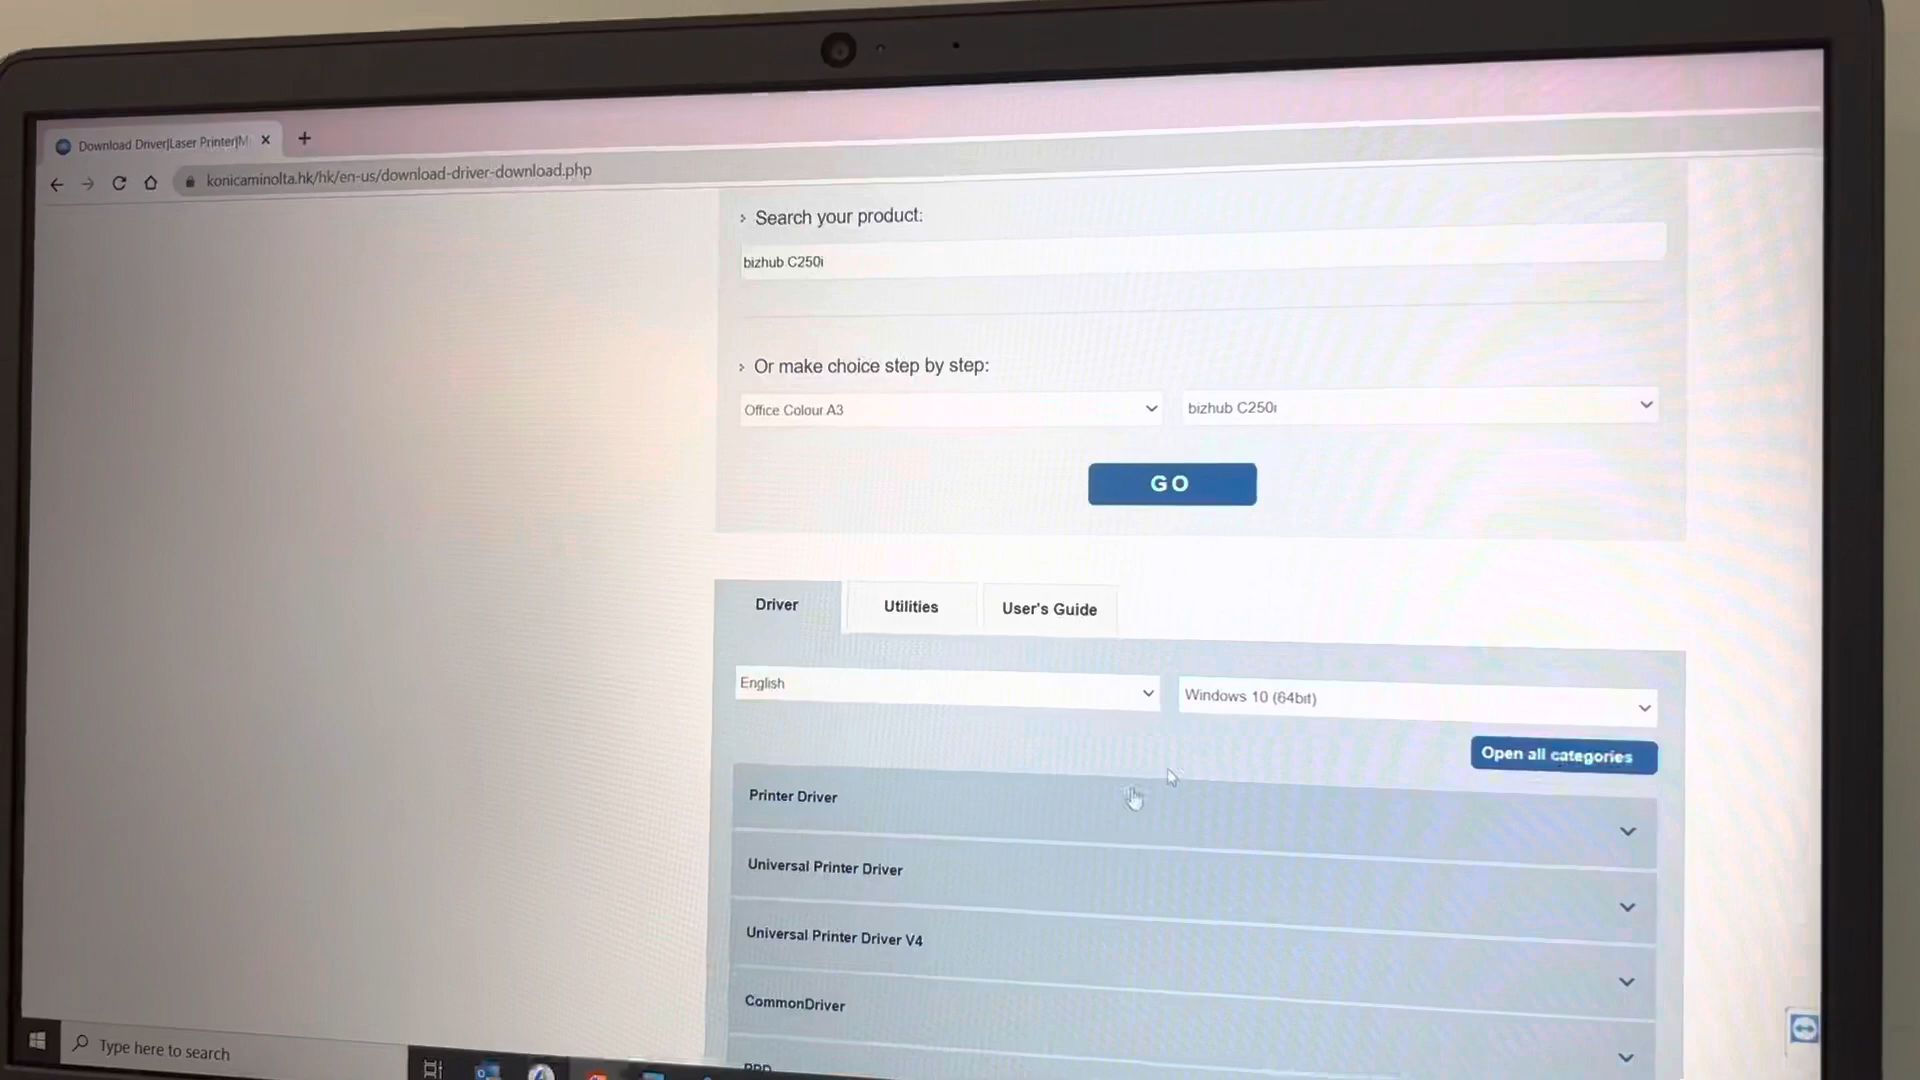 Download Driver|Laser Printer|M
konicaminolta.hk/hk/en-us/download-driver-download.php
Search your product:
bizhub C250i
Or make choice step by step:
Office Colour A3
bizhub C250i
GO
Driver
Utilities
User's Guide
English
Windows 10 (64bit)
Open all categories
Printer Driver
Universal Printer Driver
Universal Printer Driver V4
CommonDriver
PPD
Type here to search